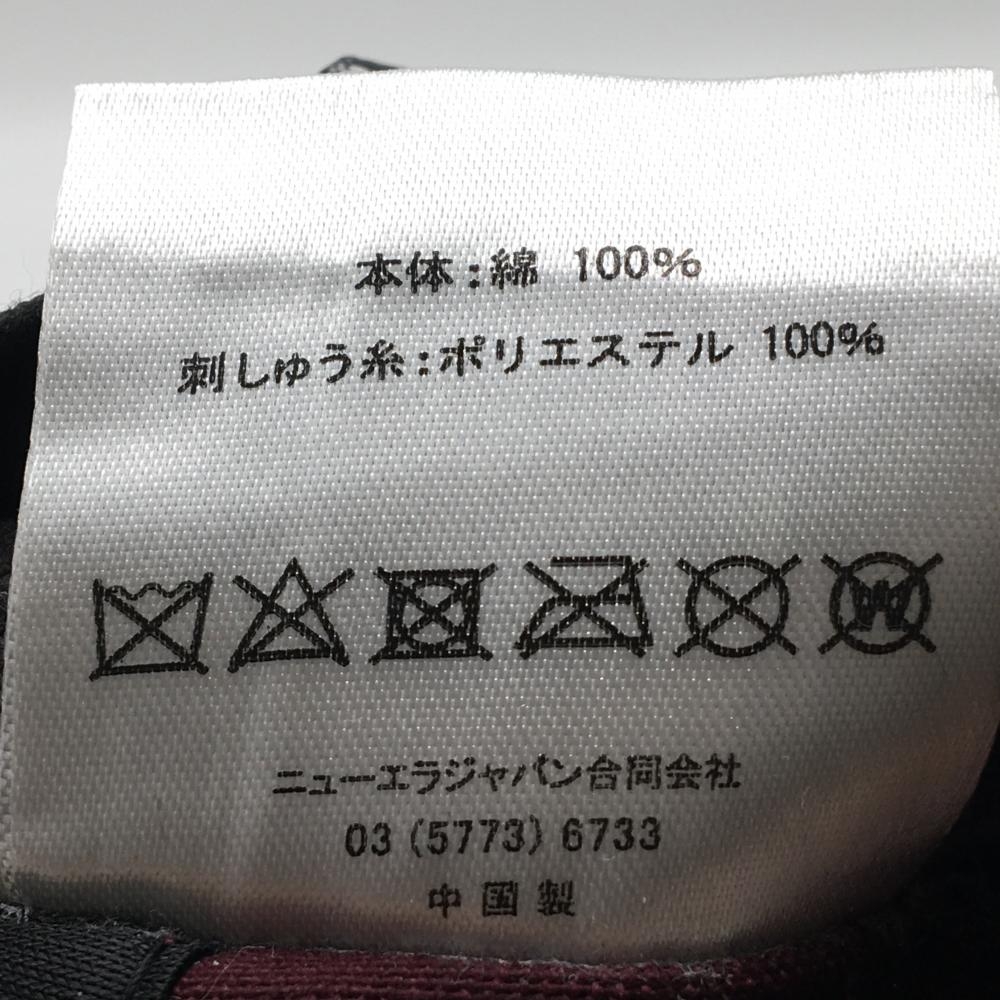 本体:綿 100%
刺しゅう糸:ポリエステル 100%
W
ニューエラジャパン合同会社
03(5773)6733
中国製